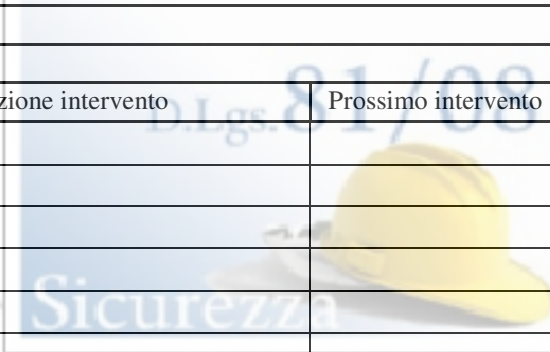 zione intervento
Prossimo intervento
D.Lgs. 81/08
Sicurezza